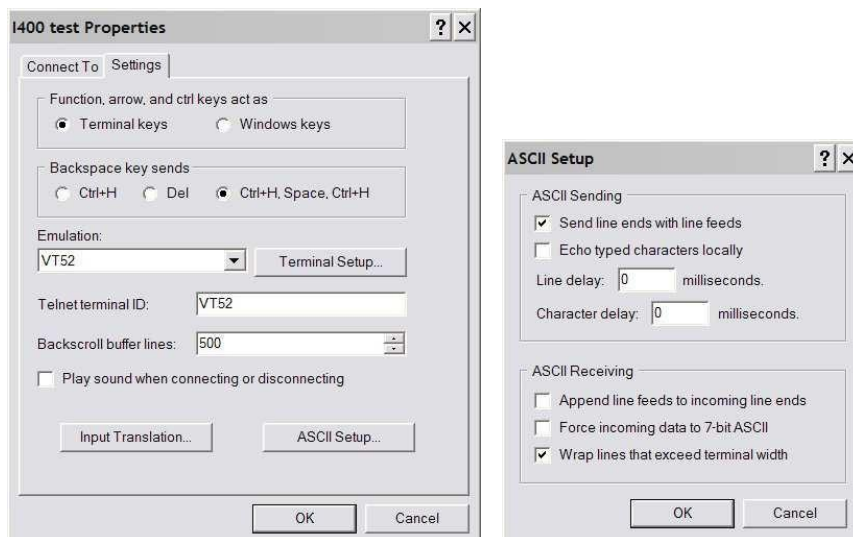 I400 test Properties
Connect To Settings
Function, arrow, and ctrl keys act as
Terminal keys Windows keys
Backspace key sends
Ctrl+H Del Ctrl+H, Space, Ctrl+H
Emulation:
VT52 Terminal Setup...
Telnet terminal ID: VT52
Backscroll buffer lines: 500
Play sound when connecting or disconnecting
Input Translation... ASCII Setup...
OK Cancel
ASCII Setup
ASCII Sending
Send line ends with line feeds
Echo typed characters locally
Line delay: 0 milliseconds.
Character delay: 0 milliseconds.
ASCII Receiving
Append line feeds to incoming line ends
Force incoming data to 7-bit ASCII
Wrap lines that exceed terminal width
OK Cancel